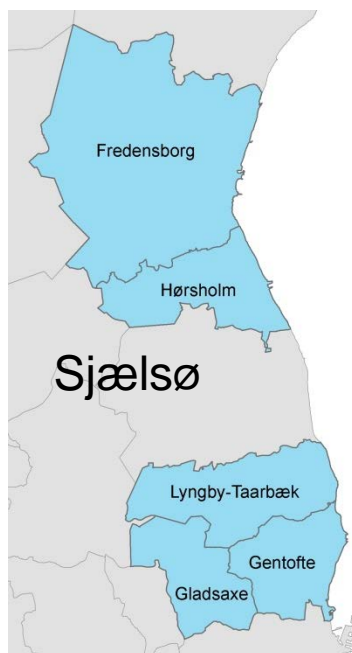 Fredensborg
Hørsholm
Sjælsø
Lyngby-Taarbæk
Gentofte
Gladsaxe